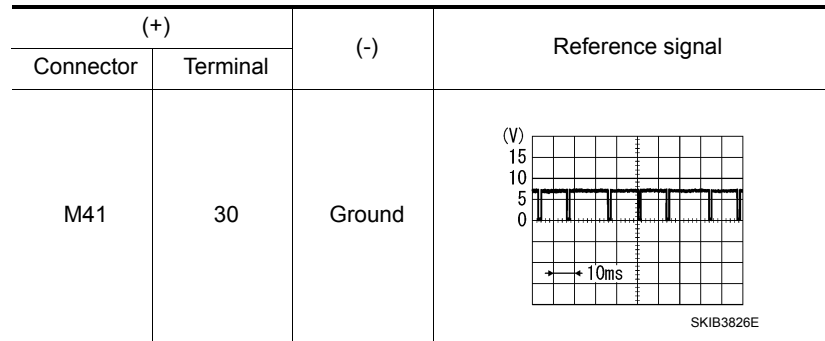 (+)
(-)
Reference signal
Connector
Terminal
M41
30
Ground
(V)
15
10
5
0
10ms
SKIB3826E